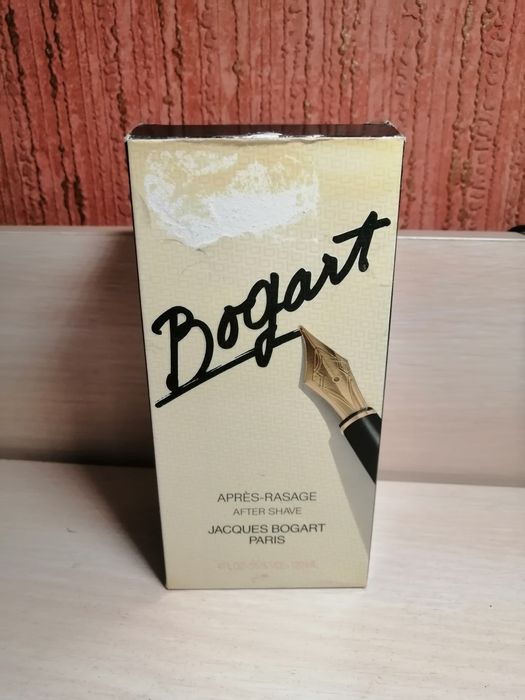 Bogart
APRÈS-RASAGE
AFTER SHAVE
JACQUES BOGART
PARIS